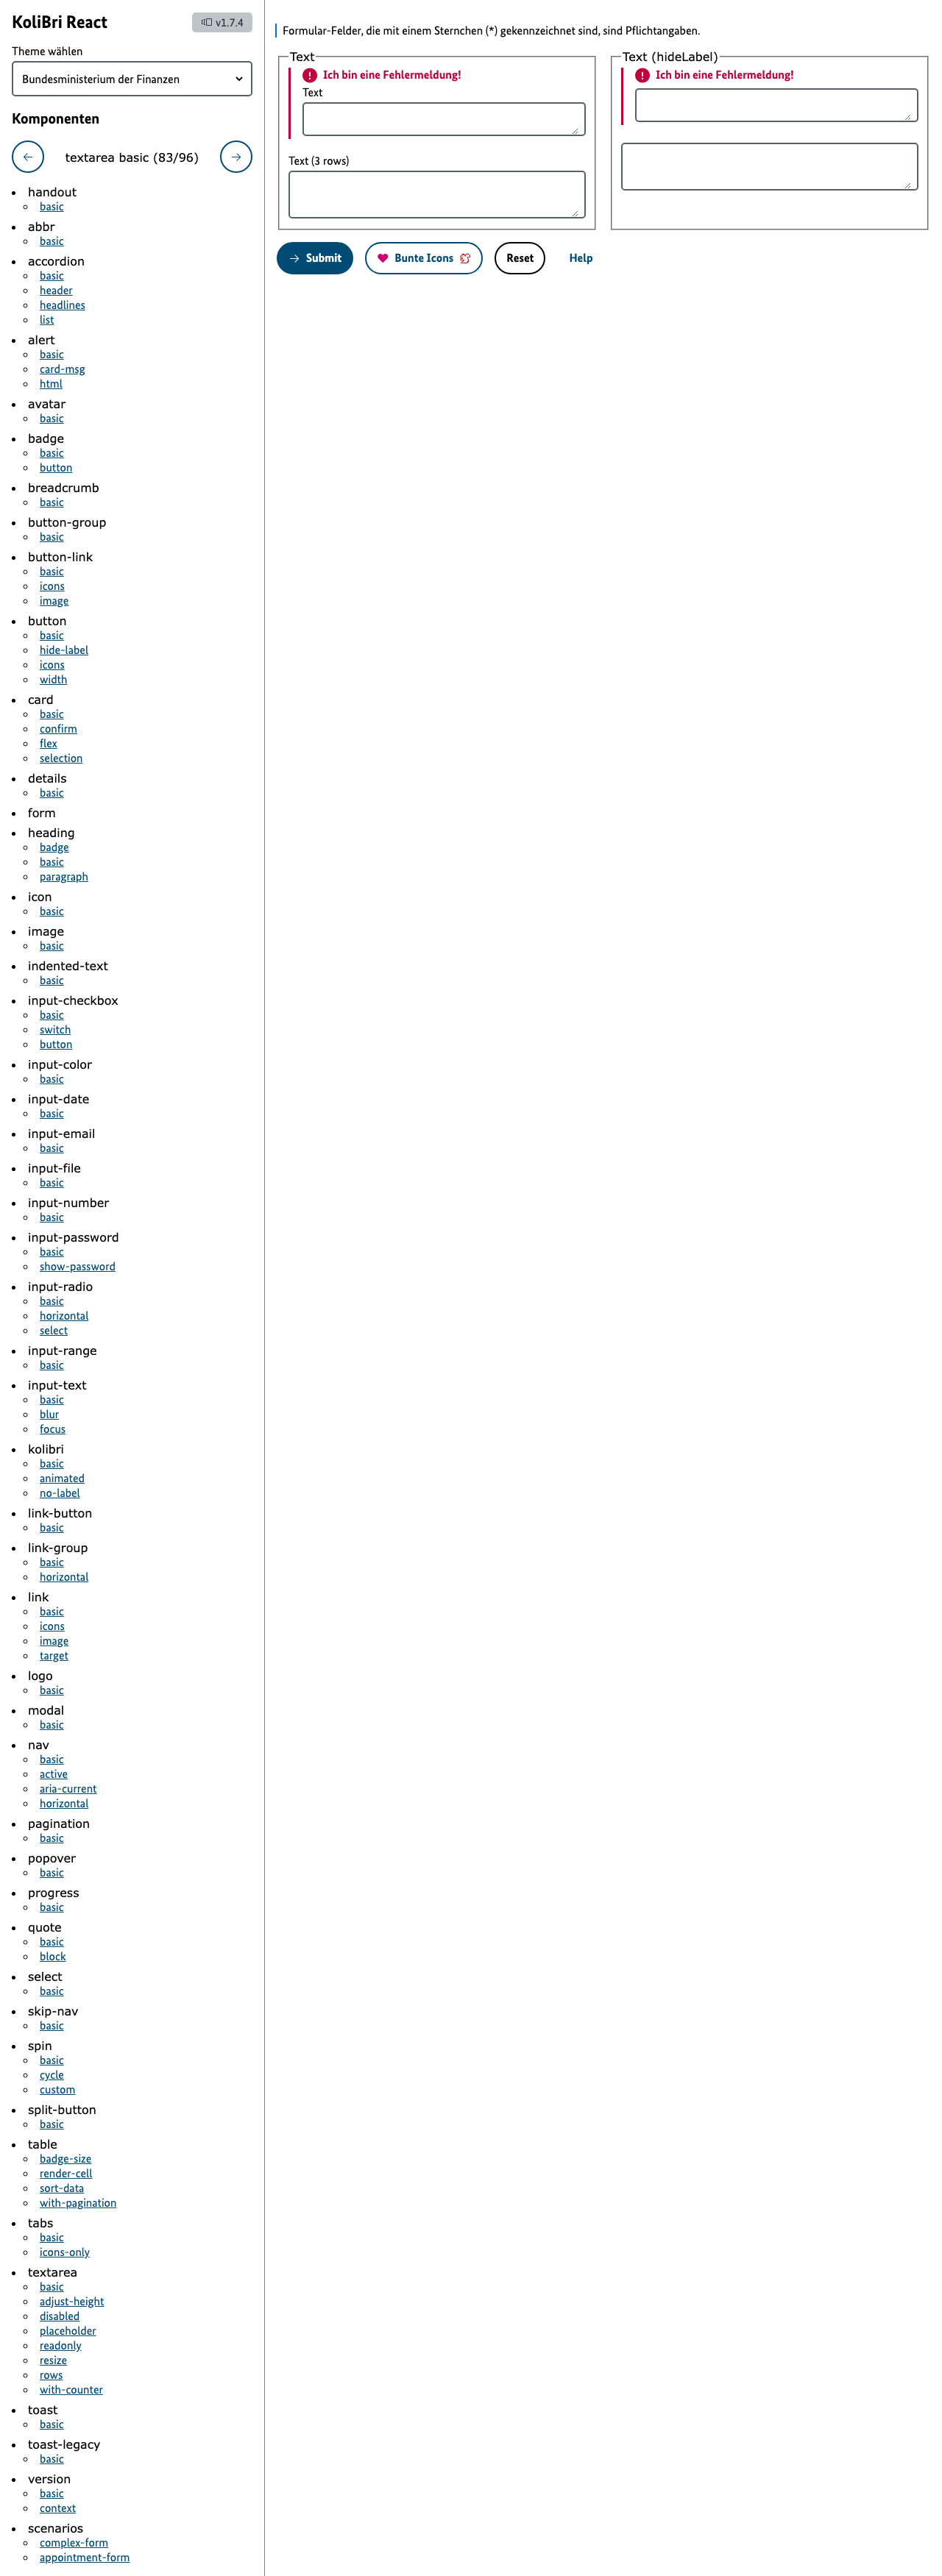 KoliBri React
v1.7.4
Theme wählen
Bundesministerium der Finanzen
Komponenten
textarea basic (83/96)
handout
basic
abbr
basic
accordion
basic
header
headlines
list
alert
basic
card-msg
html
avatar
basic
badge
basic
button
breadcrumb
basic
button-group
basic
button-link
basic
icons
image
button
basic
hide-label
icons
width
card
basic
confirm
flex
selection
details
basic
form
heading
badge
basic
paragraph
icon
basic
image
basic
indented-text
basic
input-checkbox
basic
switch
button
input-color
basic
input-date
basic
input-email
basic
input-file
basic
input-number
basic
input-password
basic
show-password
input-radio
basic
horizontal
select
input-range
basic
input-text
basic
blur
focus
kolibri
basic
animated
no-label
link-button
basic
link-group
basic
horizontal
link
basic
icons
image
target
logo
basic
modal
basic
nav
basic
active
aria-current
horizontal
pagination
basic
popover
basic
progress
basic
quote
basic
block
select
basic
skip-nav
basic
spin
basic
cycle
custom
split-button
basic
table
badge-size
render-cell
sort-data
with-pagination
tabs
basic
icons-only
textarea
basic
adjust-height
disabled
placeholder
readonly
resize
rows
with-counter
toast
basic
toast-legacy
basic
version
basic
context
scenarios
complex-form
appointment-form
Formular-Felder, die mit einem Sternchen (*) gekennzeichnet sind, sind Pflichtangaben.
Text
Ich bin eine Fehlermeldung!
Text
Text (3 rows)
Text (hideLabel)
Ich bin eine Fehlermeldung!
Submit
Bunte Icons
Reset
Help